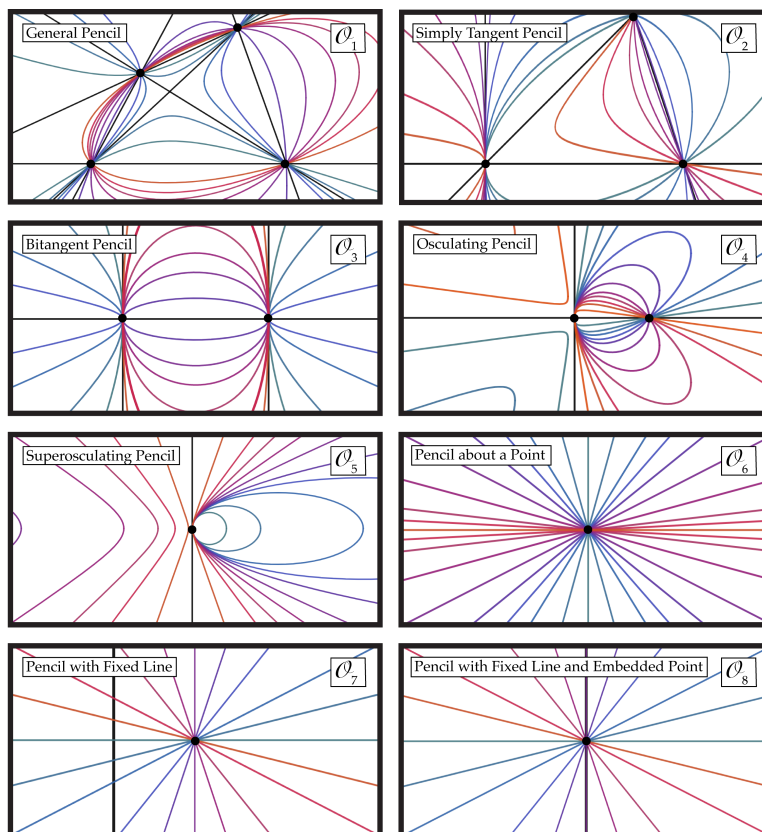 General Pencil
𝒪1
Simply Tangent Pencil
𝒪2
Bitangent Pencil
𝒪3
Osculating Pencil
𝒪4
Superosculating Pencil
𝒪5
Pencil about a Point
𝒪6
Pencil with Fixed Line
𝒪7
Pencil with Fixed Line and Embedded Point
𝒪8